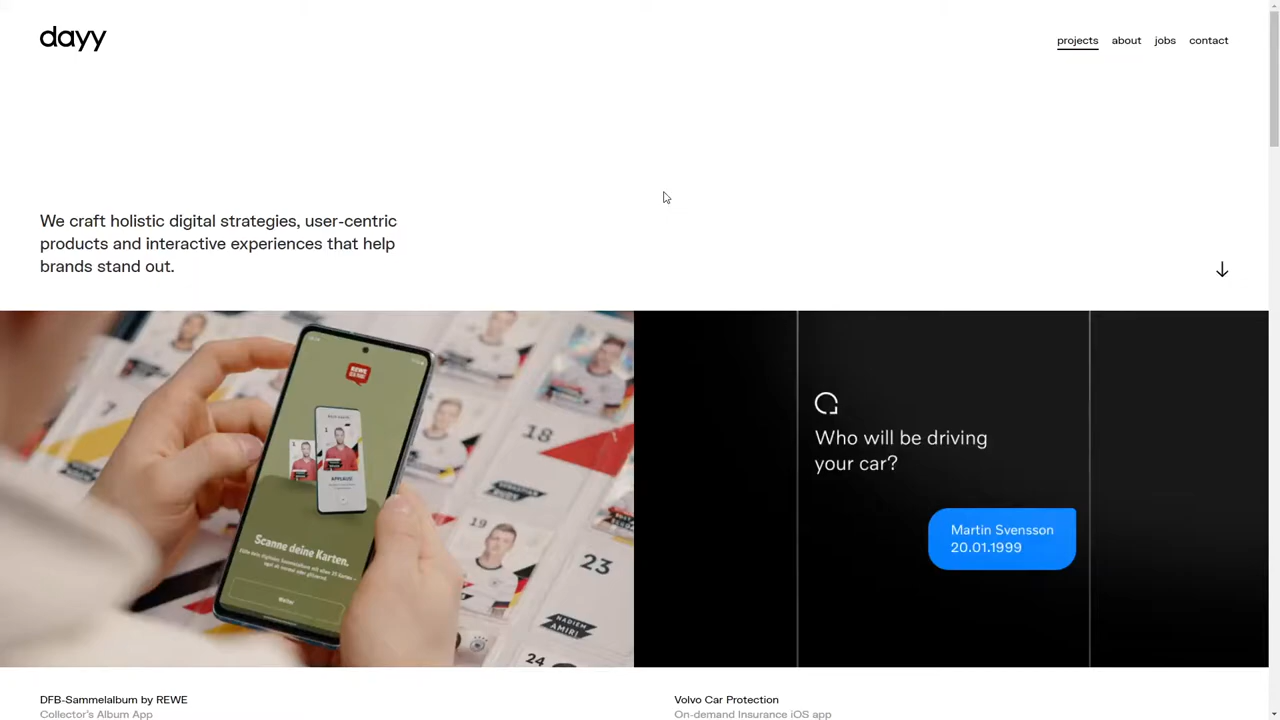 dayy
projects about jobs contact
We craft holistic digital strategies, user-centric
products and interactive experiences that help
brands stand out.
REWE
Scanne deine Karten.
Weiter
18
19
23
24
NADIEM
AMIRI
Who will be driving
your car?
Martin Svensson
20.01.1999
DFB-Sammelalbum by REWE
Collector's Album App
Volvo Car Protection
On-demand Insurance iOS app